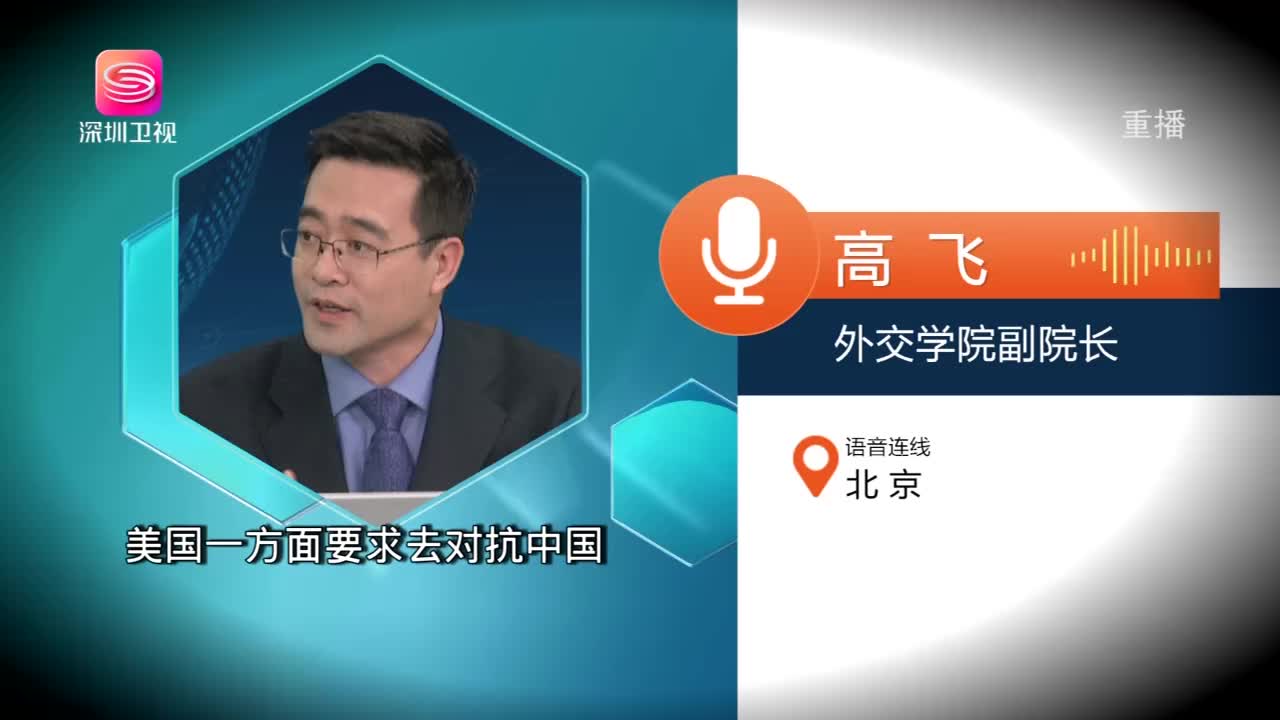 深圳卫视
重播
高飞
外交学院副院长
语音连线
北京
美国一方面要求去对抗中国